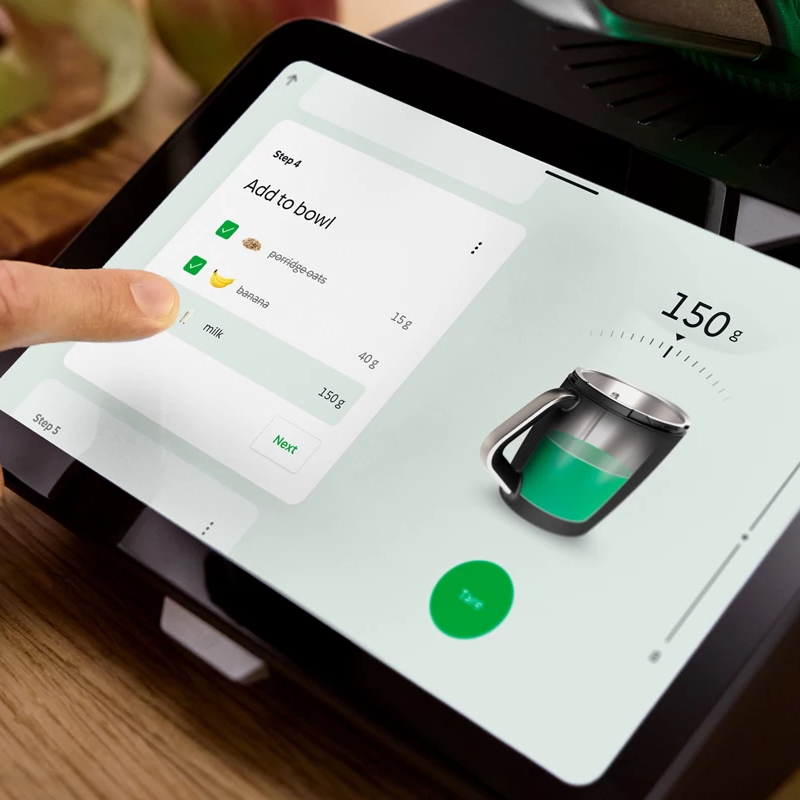 Step 4
Add to bowl
porridge oats
15 g
banana
40 g
milk
150 g
Next
Step 5
150 g
Tare